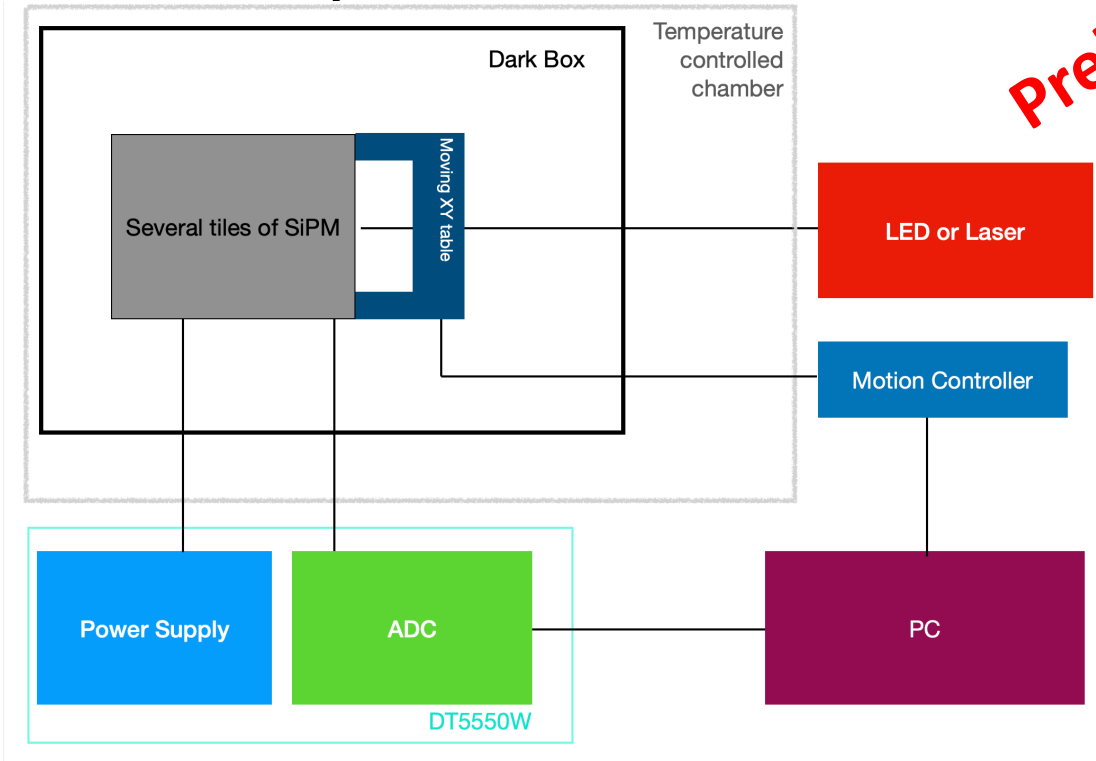 Temperature
controlled
chamber
Dark Box
Several tiles of SiPM
Moving XY table
LED or Laser
Motion Controller
Power Supply
ADC
PC
DT5550W